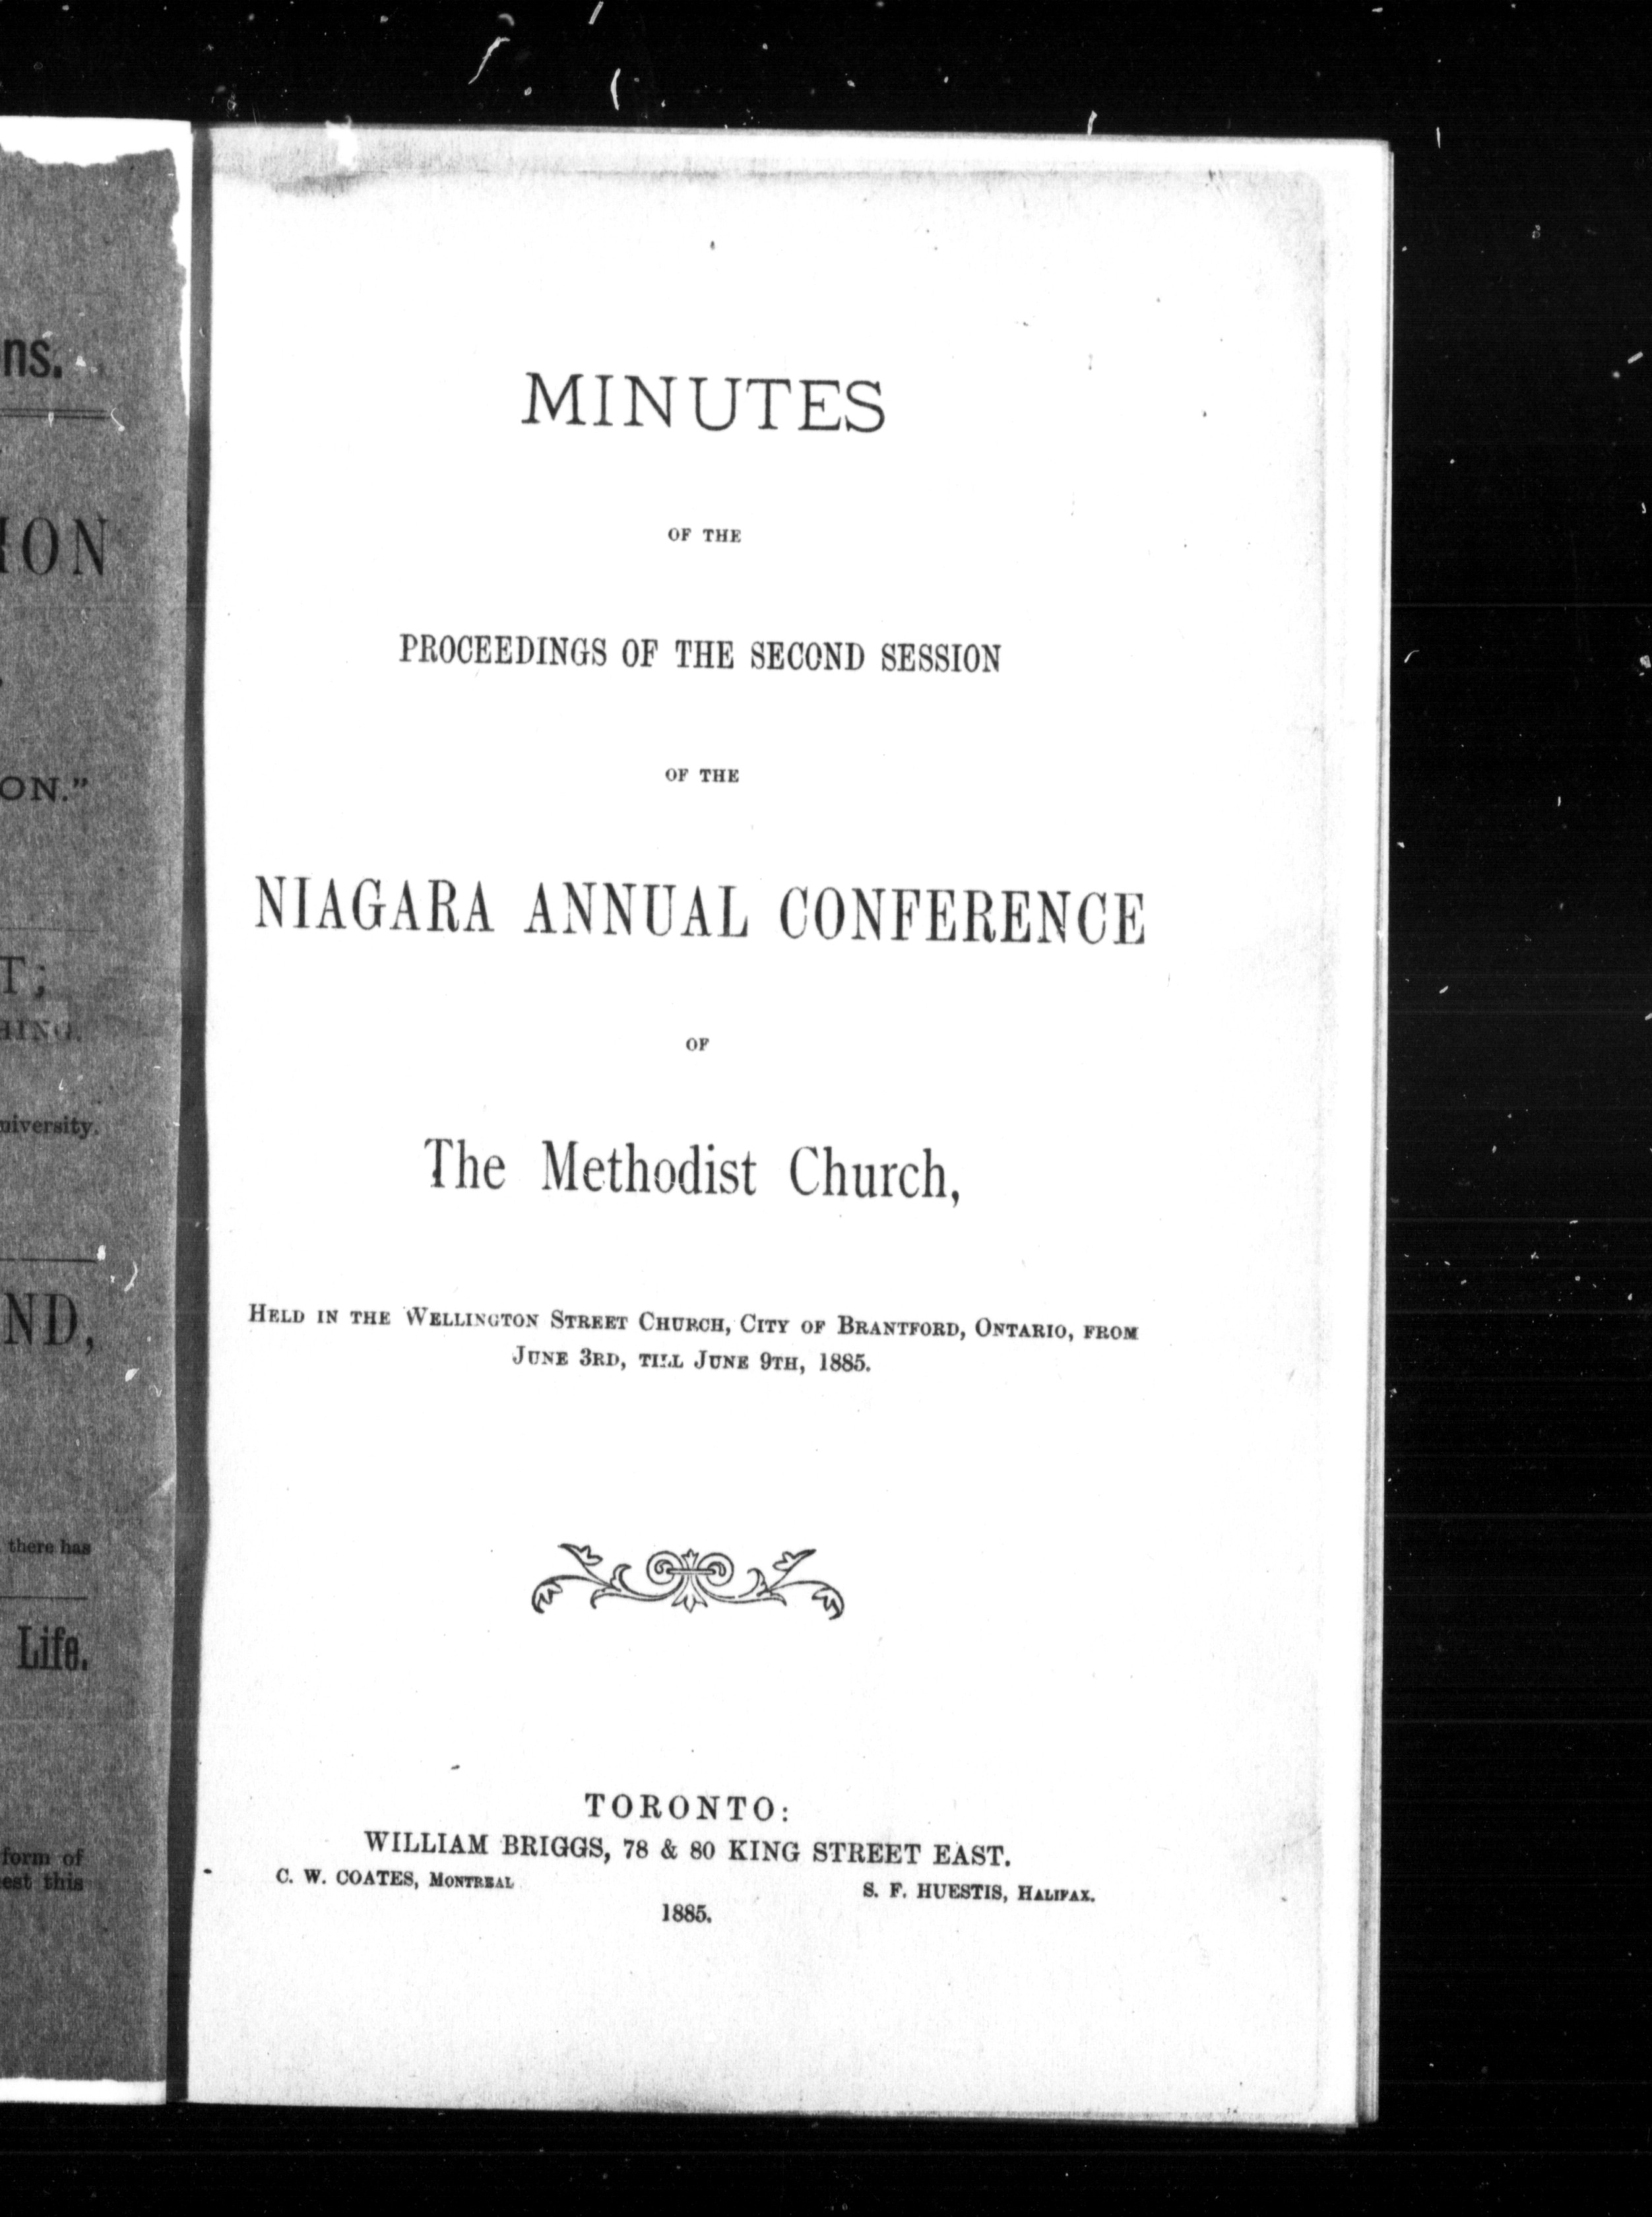 ns.
ON
ON."
T;
HING.
niversity.
ND,
there has
Life.
form of
est this
MINUTES
OF THE
PROCEEDINGS OF THE SECOND SESSION
OF THE
NIAGARA ANNUAL CONFERENCE
OF
The Methodist Church,
HELD IN THE WELLINGTON STREET CHURCH, CITY OF BRANTFORD, ONTARIO, FROM
JUNE 3RD, TILL JUNE 9TH, 1885.
TORONTO:
WILLIAM BRIGGS, 78 & 80 KING STREET EAST.
C. W. COATES, MONTREAL
S. F. HUESTIS, HALIFAX.
1885.